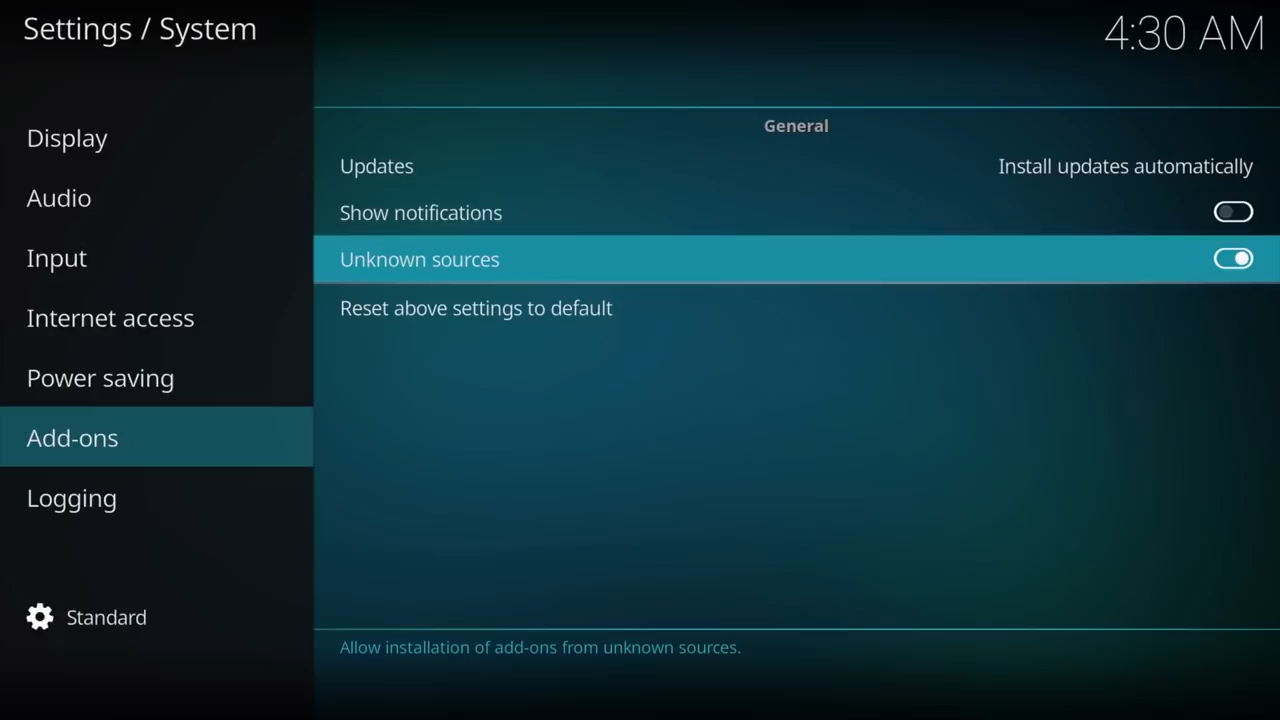 Settings / System
4:30 AM
Display
Audio
Input
Internet access
Power saving
Add-ons
Logging
Standard
General
Updates
Install updates automatically
Show notifications
Unknown sources
Reset above settings to default
Allow installation of add-ons from unknown sources.